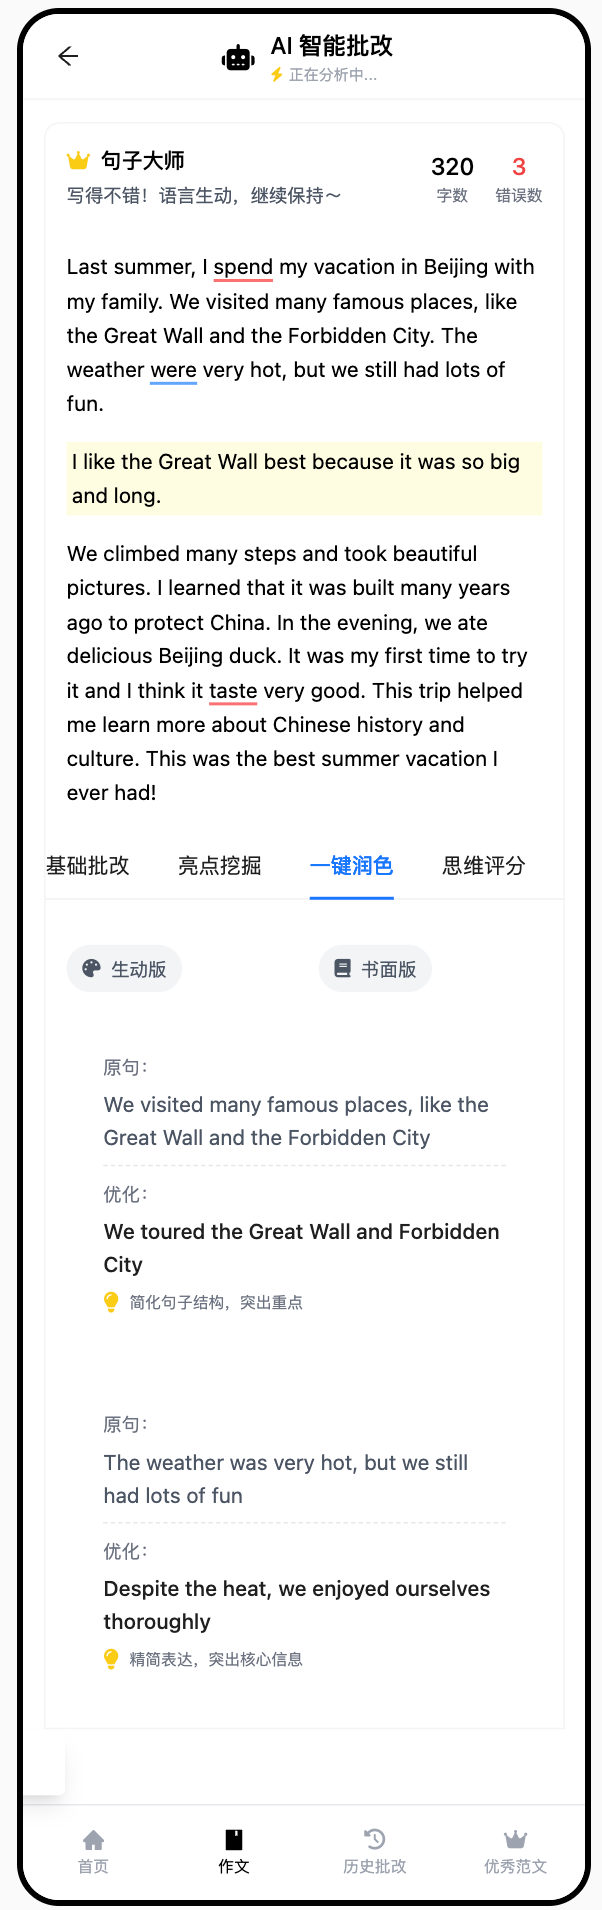 AI 智能批改
正在分析中...
句子大师
写得不错！语言生动，继续保持～
320
字数
3
错误数
Last summer, I spend my vacation in Beijing with
my family. We visited many famous places, like
the Great Wall and the Forbidden City. The
weather were very hot, but we still had lots of
fun.
I like the Great Wall best because it was so big
and long.
We climbed many steps and took beautiful
pictures. I learned that it was built many years
ago to protect China. In the evening, we ate
delicious Beijing duck. It was my first time to try
it and I think it taste very good. This trip helped
me learn more about Chinese history and
culture. This was the best summer vacation I
ever had!
基础批改 亮点挖掘 一键润色 思维评分
生动版 书面版
原句：
We visited many famous places, like the
Great Wall and the Forbidden City
优化：
We toured the Great Wall and Forbidden
City
简化句子结构，突出重点
原句：
The weather was very hot, but we still
had lots of fun
优化：
Despite the heat, we enjoyed ourselves
thoroughly
精简表达，突出核心信息
首页 作文 历史批改 优秀范文